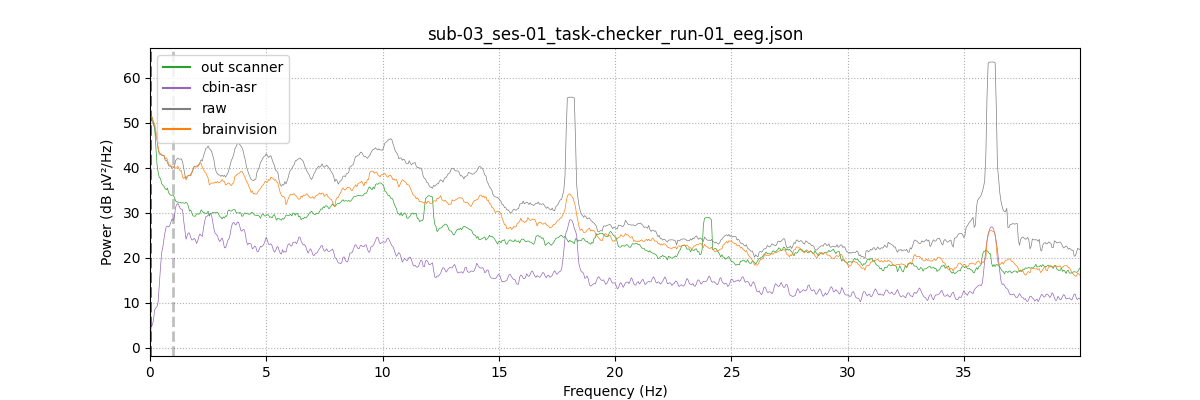 sub-03_ses-01_task-checker_run-01_eeg.json
out scanner
cbin-asr
raw
brainvision
Power (dB µV²/Hz)
60
50
40
30
20
10
0
0 5 10 15 20 25 30 35
Frequency (Hz)